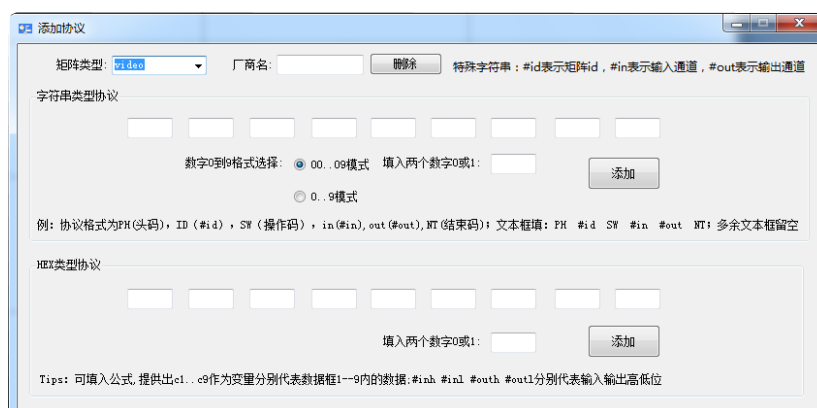 添加协议
矩阵类型: video 厂商名: 删除 特殊字符串：#id表示矩阵id，#in表示输入通道，#out表示输出通道
字符串类型协议
数字0到9格式选择: 00..09模式 填入两个数字0或1: 添加
0..9模式
例: 协议格式为PH(头码), ID (#id) , SW (操作码) , in(#in), out(#out), NT(结束码); 文本框填: PH #id SW #in #out NT; 多余文本框留空
HEX类型协议
填入两个数字0或1: 添加
Tips: 可填入公式, 提供出c1..c9作为变量分别代表数据框1--9内的数据;#inh #inl #outh #outl分别代表输入输出高低位